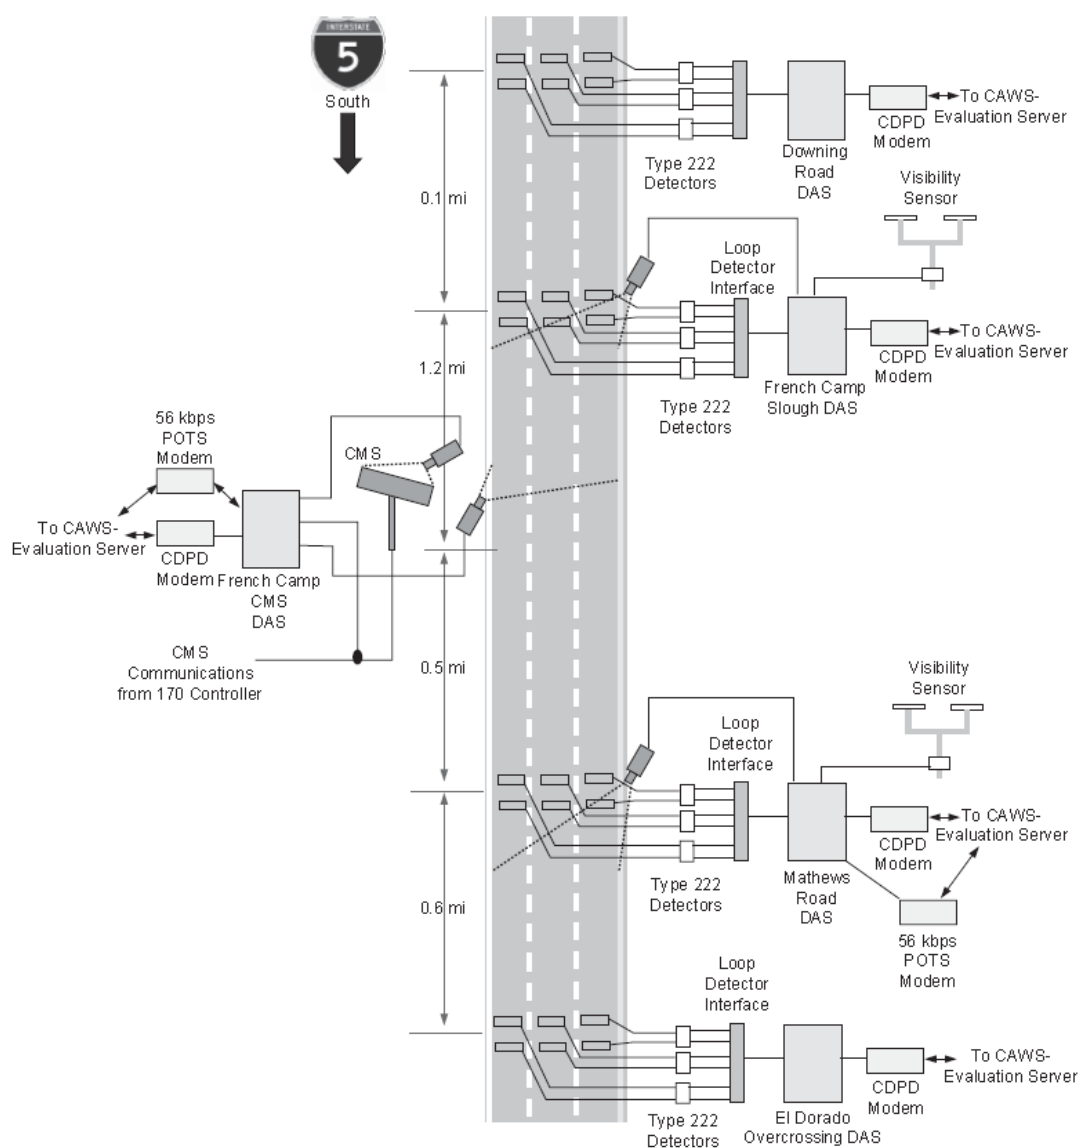 INTERSTATE
5
South
To CAWS-
Evaluation Server
CDPD
Modem
Downing
Road
DAS
Type 222
Detectors
Visibility
Sensor
0.1 mi
Loop
Detector
Interface
To CAWS-
Evaluation Server
CDPD
Modem
French Camp
Slough DAS
Type 222
Detectors
1.2 mi
56 kbps
POTS
Modem
CMS
To CAWS-
Evaluation Server
CDPD
Modem
French Camp
CMS
DAS
CMS
Communications
from 170 Controller
0.5 mi
Visibility
Sensor
Loop
Detector
Interface
To CAWS-
Evaluation Server
CDPD
Modem
Mathews
Road
DAS
Type 222
Detectors
0.6 mi
56 kbps
POTS
Modem
Loop
Detector
Interface
To CAWS-
Evaluation Server
CDPD
Modem
El Dorado
Overcrossing DAS
Type 222
Detectors